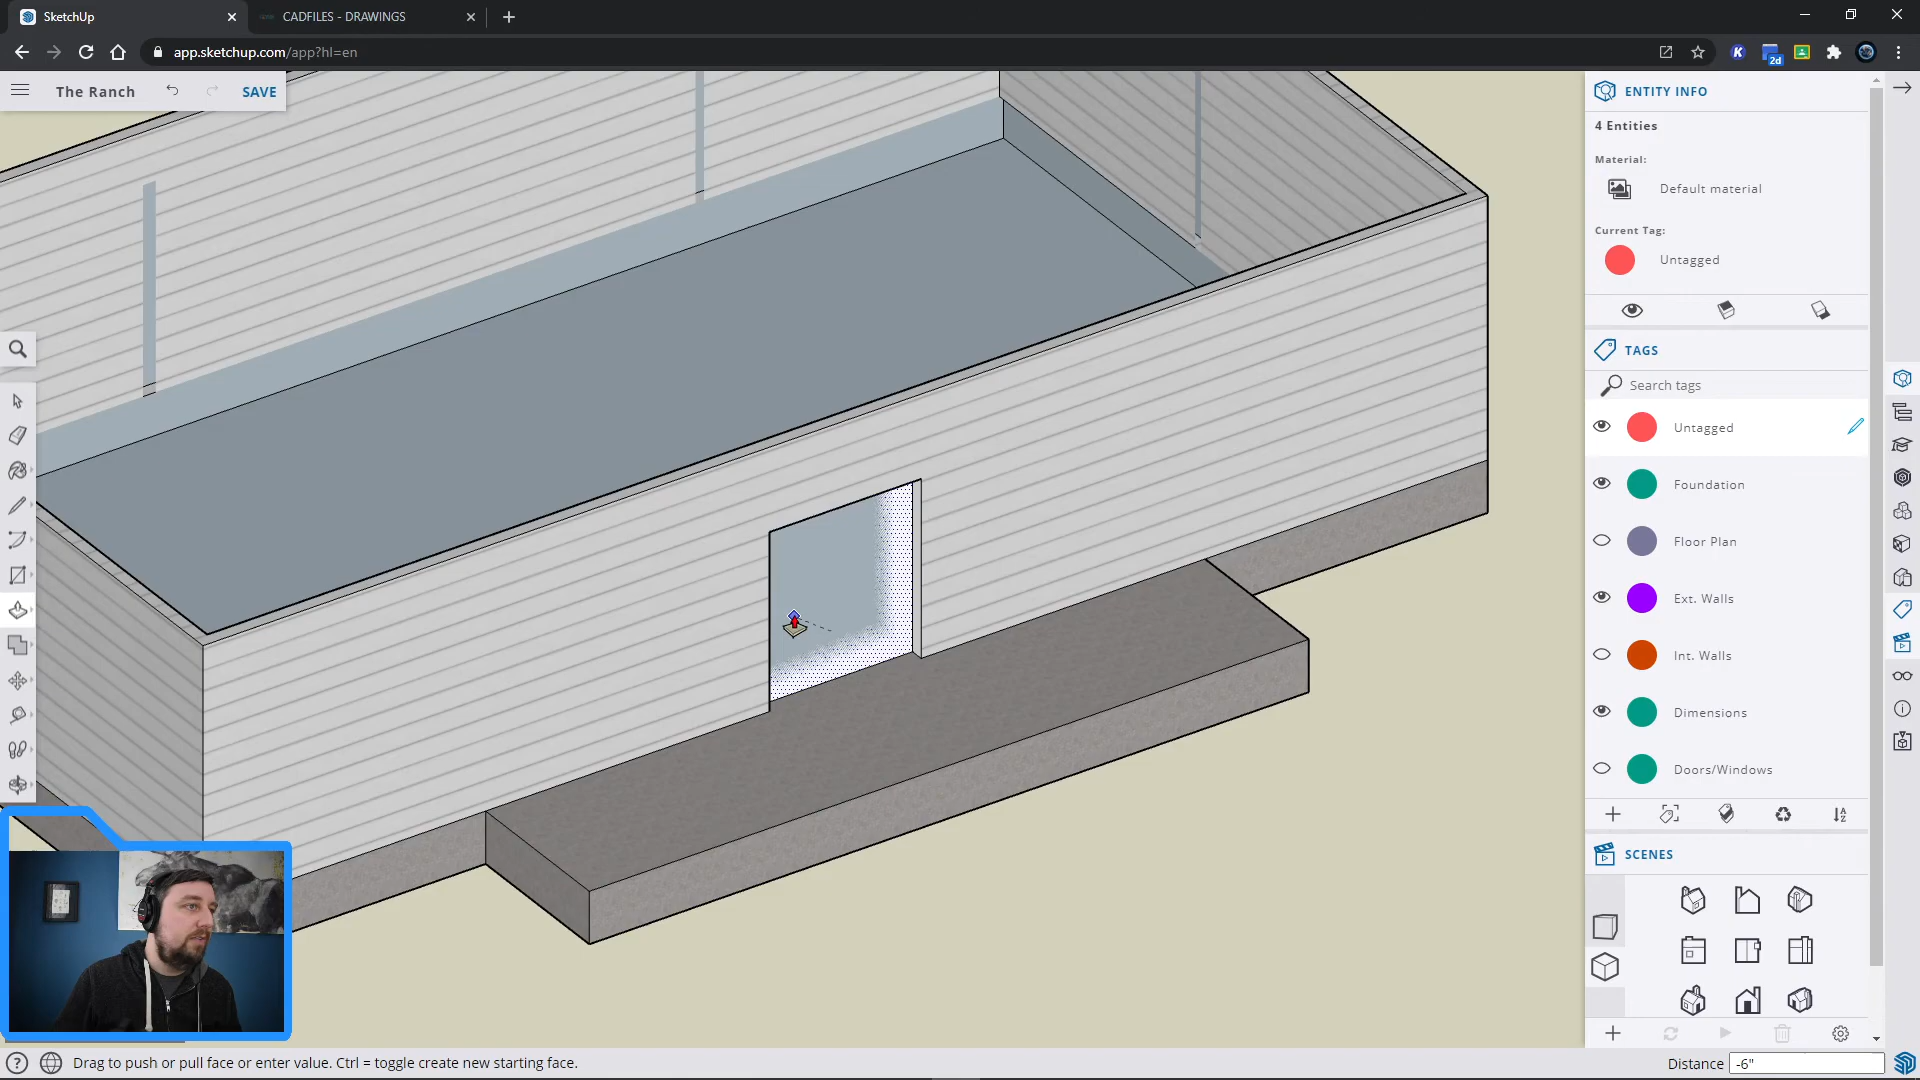 SketchUp
CADFILES - DRAWINGS
app.sketchup.com/app?hl=en
K
2d
The Ranch
SAVE
ENTITY INFO
4 Entities
Material:
Default material
Current Tag:
Untagged
TAGS
Search tags
Untagged
Foundation
Floor Plan
Ext. Walls
Int. Walls
Dimensions
Doors/Windows
SCENES
Drag to push or pull face or enter value. Ctrl = toggle create new starting face.
Distance
-6"